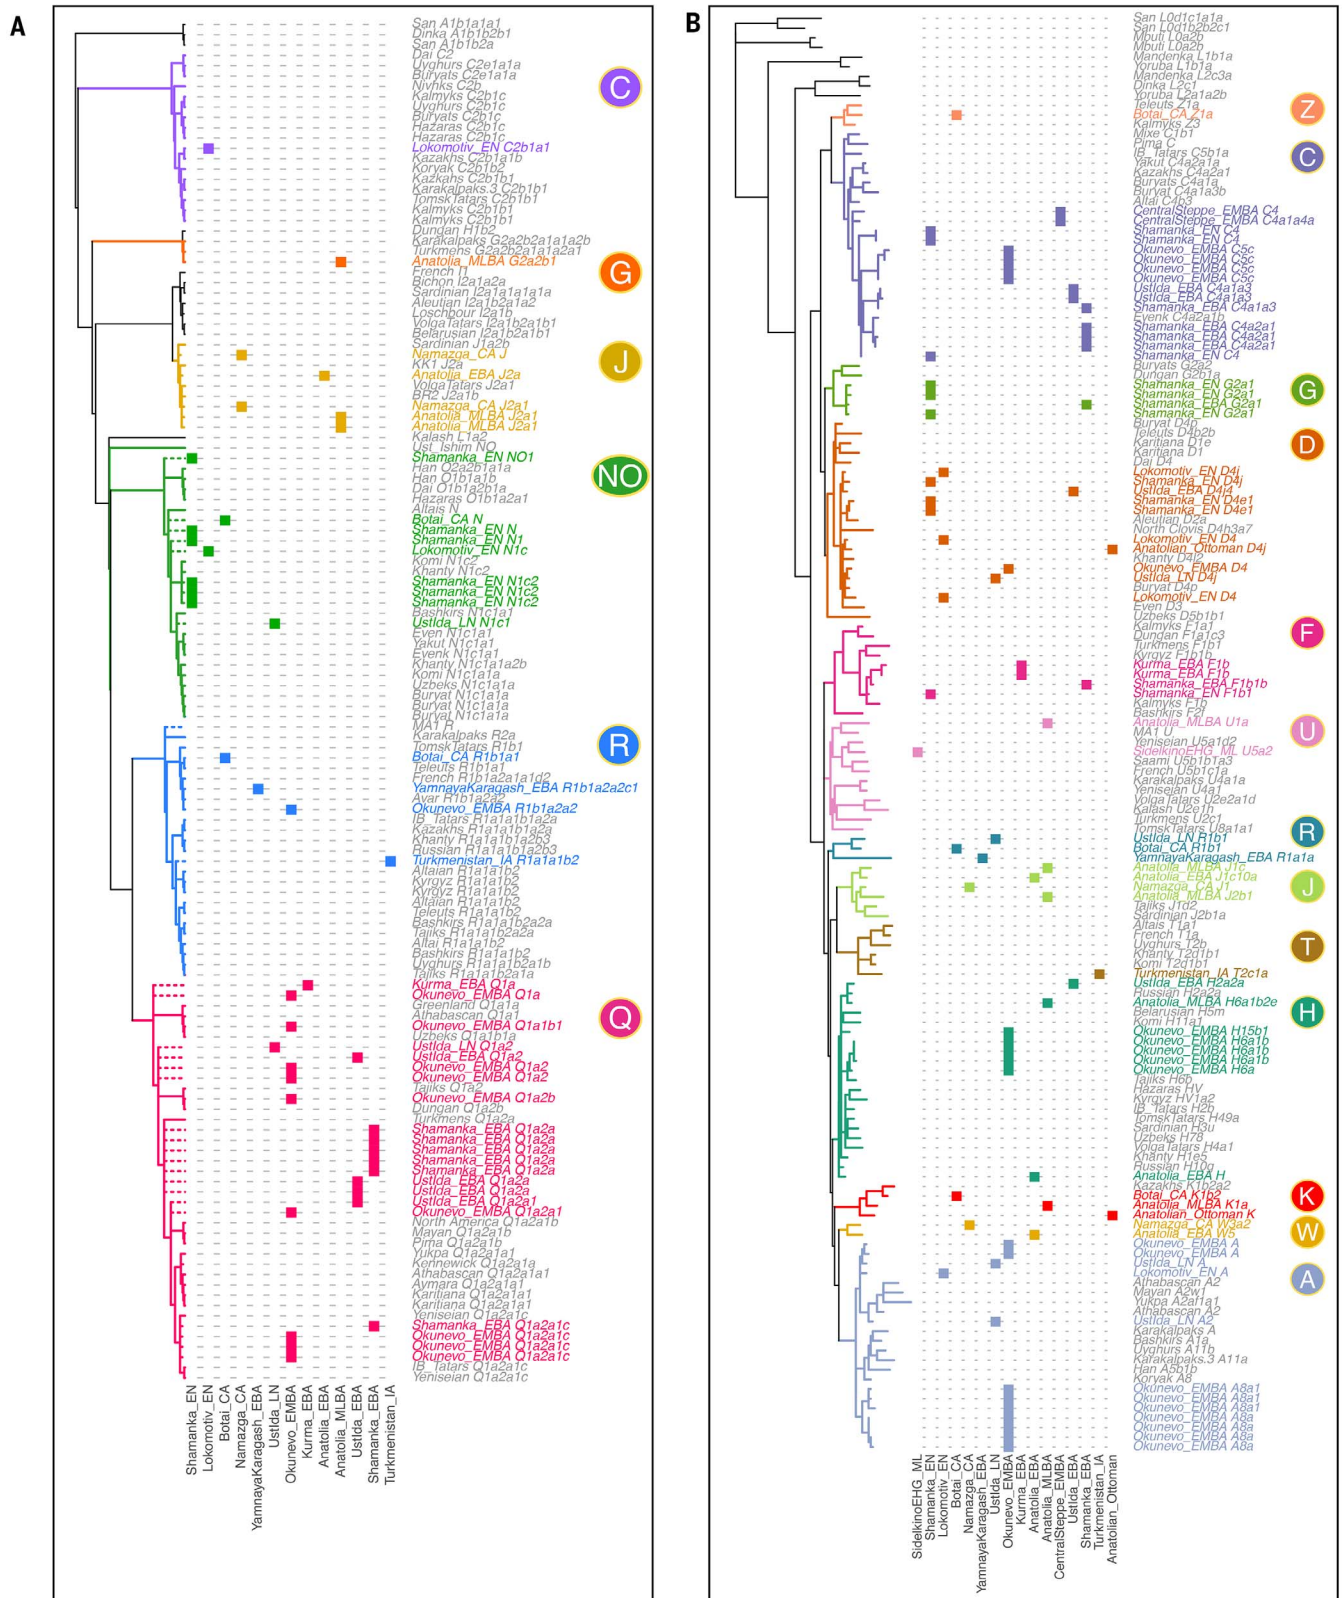 A
San A1b1a1a1
Dinka A1b1b2b1
San A1b1b2a
Dai C2
Uyghurs C2e1a1a
Buryats C2e1a1a
Nivhks C2b
Kalmyks C2b1c
Uyghurs C2b1c
Buryats C2b1c
Hazaras C2b1c
Hazaras C2b1c
Lokomotiv_EN C2b1a1
Kazakhs C2b1a1b
Koryak C2b1b2
Kazkahs C2b1b1
Karakalpaks.3 C2b1b1
TomskTatars C2b1b1
Kalmyks C2b1b1
Kalmyks C2b1b1
Dungan H1b2
Karakalpaks G2a2b2a1a1a2b
Turkmens G2a2b2a1a1a2a1
Anatolia_MLBA G2a2b1
French I1
Bichon I2a1a2a
Sardinian I2a1a1a1a1a
Aleutian I2a1b2a1a2
Loschbour I2a1b
VolgaTatars I2a1b2a1b1
Belarusian I2a1b2a1b1
Sardinian J1a2b
Namazga_CA J
KK1 J2a
Anatolia_EBA J2a
VolgaTatars J2a1
BR2 J2a1b
Namazga_CA J2a1
Anatolia_MLBA J2a1
Anatolia_MLBA J2a1
Kalash L1a2
Ust_Ishim NO
Shamanka_EN NO1
Han O2a2b1a1a
Han O1b1a1b
Dai O1b1a2b1a
Hazaras O1b1a2a1
Altais N
Botai_CA N
Shamanka_EN N
Shamanka_EN N1
Lokomotiv_EN N1c
Komi N1c2
Khanty N1c2
Shamanka_EN N1c2
Shamanka_EN N1c2
Shamanka_EN N1c2
Bashkirs N1c1a1
UstIda_LN N1c1
Even N1c1a1
Yakut N1c1a1
Evenk N1c1a1
Khanty N1c1a1a2b
Komi N1c1a1a
Uzbeks N1c1a1a
Buryat N1c1a1a
Buryat N1c1a1a
Buryat N1c1a1a
MA1 R
Karakalpaks R2a
TomskTatars R1b1
Botai_CA R1b1a1
Teleuts R1b1a1
French R1b1a2a1a1d2
YamnayaKaragash_EBA R1b1a2a2c1
Avar R1b1a2a2
Okunevo_EMBA R1b1a2a2
IB_Tatars R1a1a1b1a2a
Kazakhs R1a1a1b1a2a
Khanty R1a1a1b1a2b3
Russian R1a1a1b1a2b3
Turkmenistan_IA R1a1a1b2
Altaian R1a1a1b2
Kyrgyz R1a1a1b2
Kyrgyz R1a1a1b2
Altaian R1a1a1b2
Teleuts R1a1a1b2
Bashkirs R1a1a1b2a2a
Tajiks R1a1a1b2a2a
Altai R1a1a1b2
Bashkirs R1a1a1b2
Uyghurs R1a1a1b2a1b
Tajiks R1a1a1b2a1a
Kurma_EBA Q1a
Okunevo_EMBA Q1a
Greenland Q1a1a
Athabascan Q1a1
Okunevo_EMBA Q1a1b1
Uzbeks Q1a1b1a
UstIda_LN Q1a2
UstIda_EBA Q1a2
Okunevo_EMBA Q1a2
Okunevo_EMBA Q1a2
Tajiks Q1a2
Okunevo_EMBA Q1a2b
Dungan Q1a2b
Turkmens Q1a2a
Shamanka_EBA Q1a2a
Shamanka_EBA Q1a2a
Shamanka_EBA Q1a2a
Shamanka_EBA Q1a2a
Shamanka_EBA Q1a2a
UstIda_EBA Q1a2a
UstIda_EBA Q1a2a
UstIda_EBA Q1a2a1
Okunevo_EMBA Q1a2a1
North America Q1a2a1b
Mayan Q1a2a1b
Pima Q1a2a1b
Yukpa Q1a2a1a1
Kennewick Q1a2a1a
Athabascan Q1a2a1a1
Aymara Q1a2a1a1
Karitiana Q1a2a1a1
Karitiana Q1a2a1a1
Yeniseian Q1a2a1c
Shamanka_EBA Q1a2a1c
Okunevo_EMBA Q1a2a1c
Okunevo_EMBA Q1a2a1c
Okunevo_EMBA Q1a2a1c
IB_Tatars Q1a2a1c
Yeniseian Q1a2a1c
C
G
J
NO
R
Q
Shamanka_EN
Lokomotiv_EN
Botai_CA
Namazga_CA
YamnayaKaragash_EBA
UstIda_LN
Okunevo_EMBA
Kurma_EBA
Anatolia_EBA
Anatolia_MLBA
UstIda_EBA
Shamanka_EBA
Turkmenistan_IA
B
San L0d1c1a1a
San L0d1b2b2c1
Mbuti L0a2b
Mbuti L0a2b
Mandenka L1b1a
Yoruba L1b1a
Mandenka L2c3a
Dinka L2c1
Yoruba L2a1a2b
Teleuts Z1a
Botai_CA Z1a
Kalmyks Z3
Mixe C1b1
Pima C
IB_Tatars C5b1a
Yakut C4a2a1a
Kazakhs C4a2a1
Buryats C4a1a
Buryat C4a1a3b
Altai C4b3
CentralSteppe_EMBA C4
CentralSteppe_EMBA C4a1a4a
Shamanka_EN C4
Shamanka_EN C4
Okunevo_EMBA C5c
Okunevo_EMBA C5c
Okunevo_EMBA C5c
Okunevo_EMBA C5c
UstIda_EBA C4a1a3
UstIda_EBA C4a1a3
Shamanka_EBA C4a1a3
Evenk C4a2a1b
Shamanka_EBA C4a2a1
Shamanka_EBA C4a2a1
Shamanka_EBA C4a2a1
Shamanka_EN C4
Buryats G2a2
Dungan G2b1a
Shamanka_EN G2a1
Shamanka_EN G2a1
Shamanka_EBA G2a1
Shamanka_EN G2a1
Buryat D4p
Teleuts D4b2b
Karitiana D1e
Karitiana D1
Dai D4
Lokomotiv_EN D4j
Shamanka_EN D4j
UstIda_EBA D4j4
Shamanka_EN D4e1
Shamanka_EN D4e1
Aleutian D2a
North Clovis D4h3a7
Lokomotiv_EN D4
Anatolian_Ottoman D4j
Khanty D4l2
Okunevo_EMBA D4
UstIda_LN D4j
Buryat D4p
Lokomotiv_EN D4
Even D3
Uzbeks D5b1b1
Kalmyks F1a1
Dungan F1a1c3
Turkmens F1b1
Kyrgyz F1b1b
Kurma_EBA F1b
Kurma_EBA F1b
Shamanka_EBA F1b1b
Shamanka_EN F1b1
Kalmyks F1b
Bashkirs F2f
Anatolia_MLBA U1a
MA1 U
Yeniseian U5a1d2
SidelkinoEHG_ML U5a2
Saami U5b1b1a3
French U5b1c1a
Karakalpaks U4a1a
Yeniseian U4a1
VolgaTatars U2e2a1d
Kalash U2e1h
Turkmens U2c1
TomskTatars U8a1a1
UstIda_LN R1b1
Botai_CA R1b1
YamnayaKaragash_EBA R1a1a
Anatolia_MLBA J1c
Anatolia_EBA J1c10a
Namazga_CA J1
Anatolia_MLBA J2b1
Tajiks J1d2
Sardinian J2b1a
Altais T1a1
French T1a
Uyghurs T2b
Khanty T2d1b1
Komi T2d1b1
Turkmenistan_IA T2c1a
UstIda_EBA H2a2a
Russian H2a2a
Anatolia_MLBA H6a1b2e
Belarusian H5m
Komi H11a1
Okunevo_EMBA H15b1
Okunevo_EMBA H6a1b
Okunevo_EMBA H6a1b
Okunevo_EMBA H6a1b
Okunevo_EMBA H6a
Tajiks H6b
Hazaras HV
Kyrgyz HV1a2
IB_Tatars H2b
TomskTatars H49a
Sardinian H3u
Uzbeks H78
VolgaTatars H4a1
Khanty H1e5
Russian H10g
Anatolia_EBA H
Kazakhs K1b2a2
Botai_CA K1b2
Anatolia_MLBA K1a
Anatolian_Ottoman K
Namazga_CA W3a2
Anatolia_EBA W5
Okunevo_EMBA A
Okunevo_EMBA A
UstIda_LN A
Lokomotiv_EN A
Athabascan A2
Mayan A2w1
Yukpa A2af1a1
Athabascan A2
UstIda_LN A2
Karakalpaks A
Bashkirs A1a
Uyghurs A11b
Karakalpaks.3 A11a
Han A5b1b
Koryak A8
Okunevo_EMBA A8a1
Okunevo_EMBA A8a1
Okunevo_EMBA A8a1
Okunevo_EMBA A8a
Okunevo_EMBA A8a
Okunevo_EMBA A8a
Okunevo_EMBA A8a
Z
C
G
D
F
U
R
J
T
H
K
W
A
SidelkinoEHG_ML
Shamanka_EN
Lokomotiv_EN
Botai_CA
Namazga_CA
YamnayaKaragash_EBA
UstIda_LN
Okunevo_EMBA
Kurma_EBA
Anatolia_EBA
Anatolia_MLBA
CentralSteppe_EMBA
UstIda_EBA
Shamanka_EBA
Turkmenistan_IA
Anatolian_Ottoman